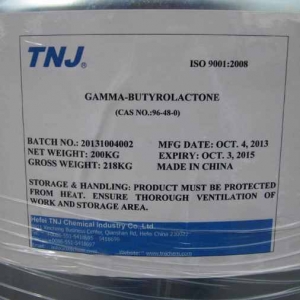 TNJ
ISO 9001:2008
GAMMA-BUTYROLACTONE
(CAS NO.:96-48-0)
BATCH NO: 20131004002 MFG DATE: OCT. 4, 2013
NET WEIGHT: 200KG EXPIRY: OCT. 3, 2015
GROSS WEIGHT: 218KG MADE IN CHINA
STORAGE & HANDLING: PRODUCT MUST BE PROTECTED
FROM HEAT. ENSURE THOROUGH VENTILATION OF
WORK AND STORAGE AREA.
Hefei TNJ Chemical Industry Co., Ltd.